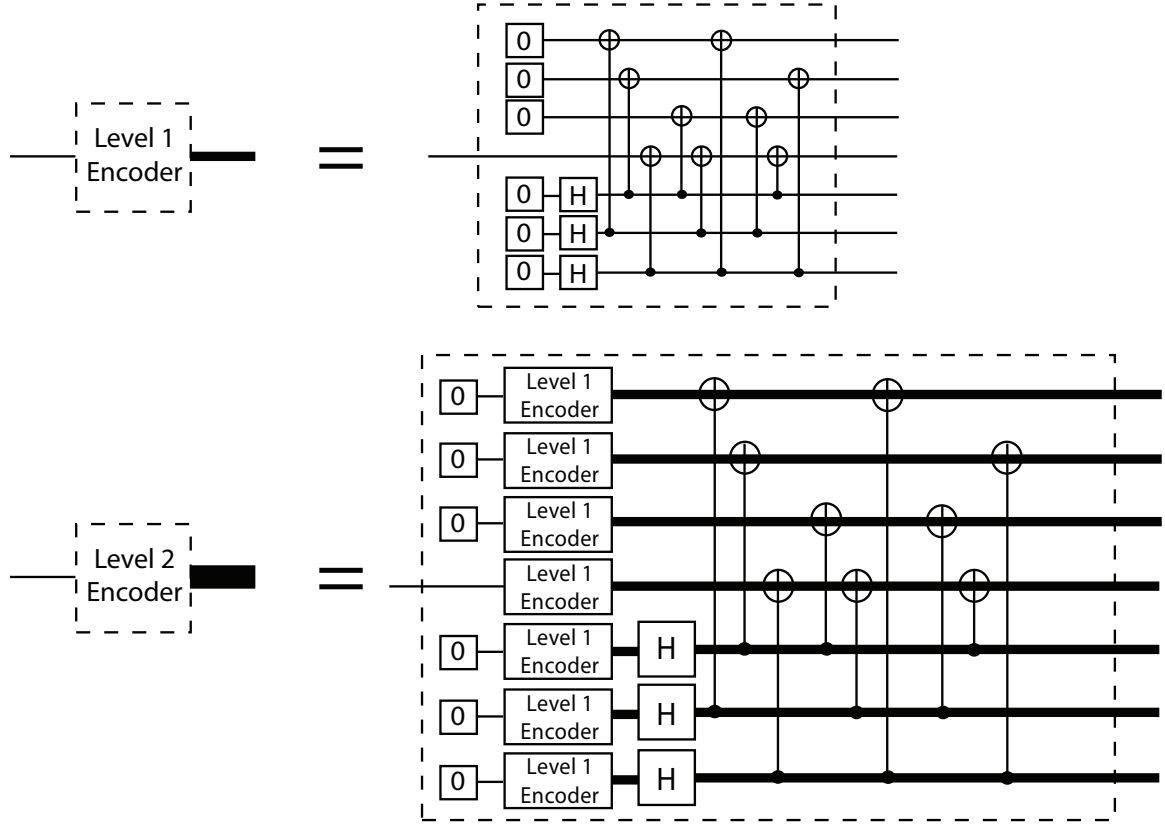 Level 1
Encoder
=
0
0
0
0 H
0 H
0 H
Level 2
Encoder
=
0 Level 1
Encoder
0 Level 1
Encoder
0 Level 1
Encoder
Level 1
Encoder
0 Level 1
Encoder H
0 Level 1
Encoder H
0 Level 1
Encoder H